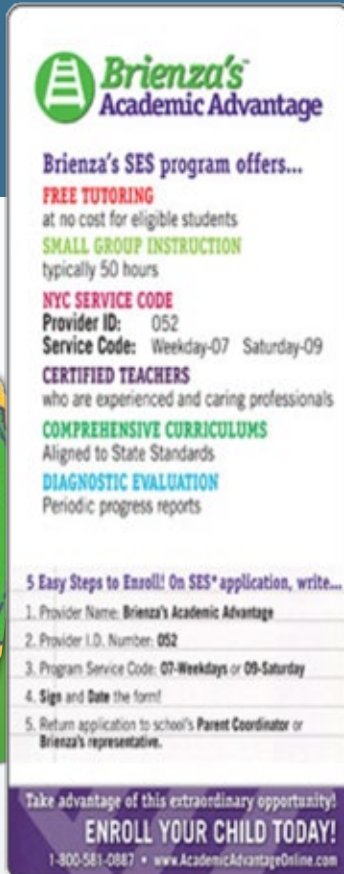 Brienza's™
Academic Advantage
Brienza's SES program offers...
FREE TUTORING
at no cost for eligible students
SMALL GROUP INSTRUCTION
typically 50 hours
NYC SERVICE CODE
Provider ID: 052
Service Code: Weekday-07 Saturday-09
CERTIFIED TEACHERS
who are experienced and caring professionals
COMPREHENSIVE CURRICULUMS
Aligned to State Standards
DIAGNOSTIC EVALUATION
Periodic progress reports
5 Easy Steps to Enroll! On SES* application, write...
1. Provider Name: Brienza's Academic Advantage
2. Provider I.D. Number: 052
3. Program Service Code: 07-Weekdays or 09-Saturday
4. Sign and Date the form!
5. Return application to school's Parent Coordinator or
Brienza's representative.
Take advantage of this extraordinary opportunity!
ENROLL YOUR CHILD TODAY!
1-800-581-0887 • www.AcademicAdvantageOnline.com